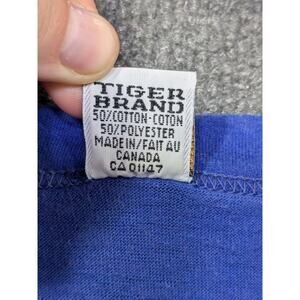 TIGER
BRAND
50%COTTON-COTON
50%POLYESTER
MADE IN/FAIT AU
CANADA
CA 01147